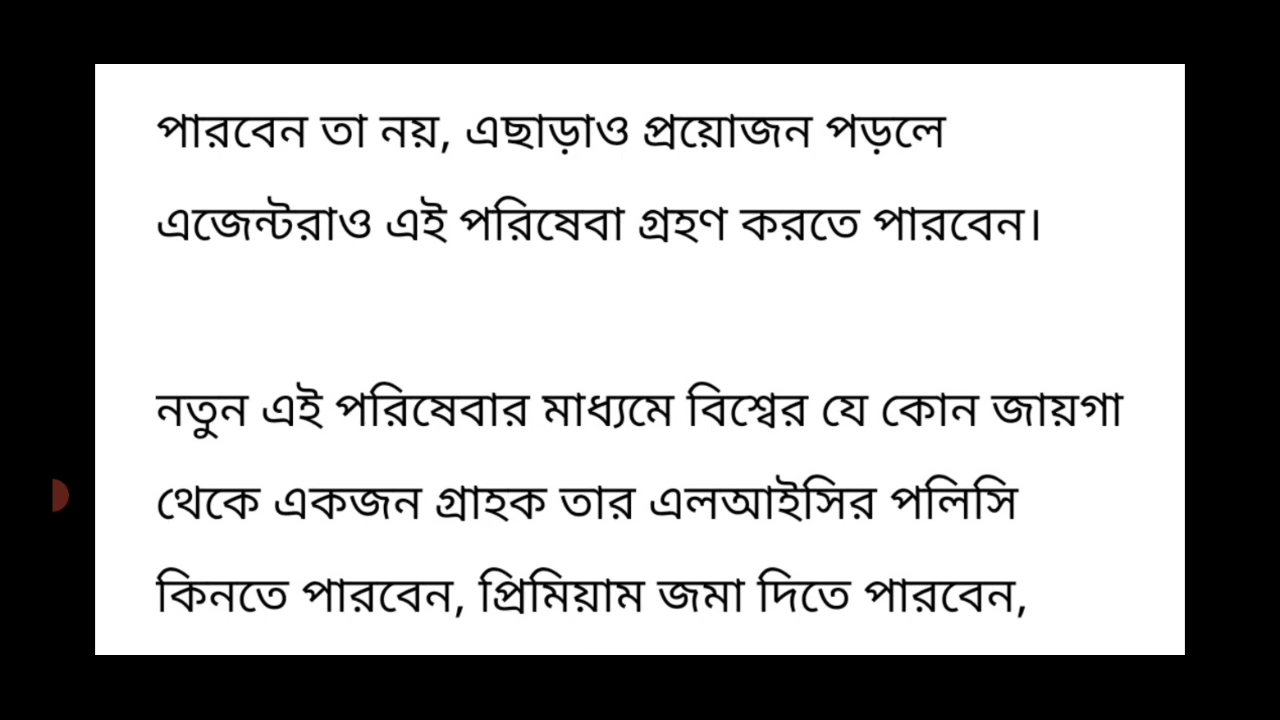 পারবেন তা নয়, এছাড়াও প্রয়োজন পড়লে
এজেন্টরাও এই পরিষেবা গ্রহণ করতে পারবেন।
নতুন এই পরিষেবার মাধ্যমে বিশ্বের যে কোন জায়গা
থেকে একজন গ্রাহক তার এলআইসির পলিসি
কিনতে পারবেন, প্রিমিয়াম জমা দিতে পারবেন,